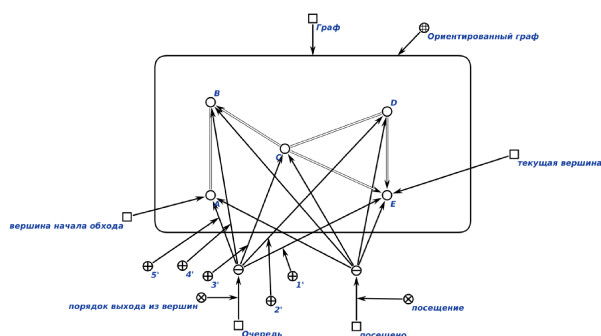 Граф
Ориентированный граф
B
D
C
текущая вершина
A
E
вершина начала обхода
5'
4'
3'
1'
2'
порядок выхода из вершин
посещение
Очередь
посещено